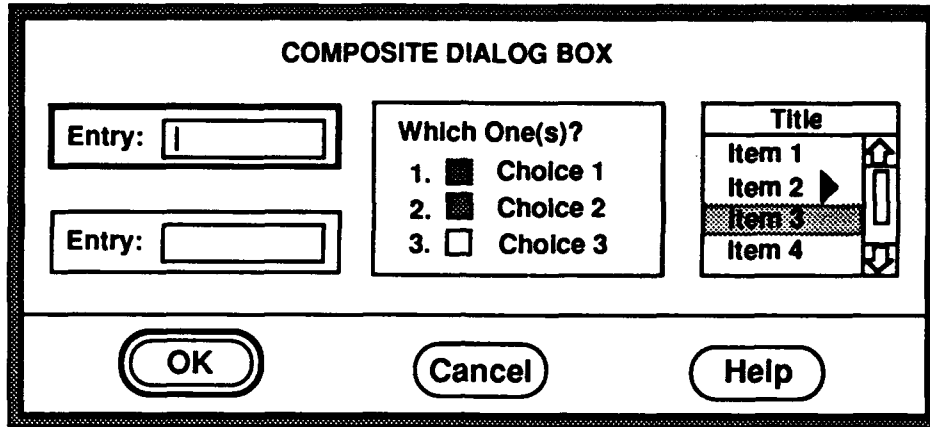 COMPOSITE DIALOG BOX
Entry:
Entry:
Which One(s)?
1. Choice 1
2. Choice 2
3. Choice 3
Title
Item 1
Item 2
Item 3
Item 4
OK
Cancel
Help